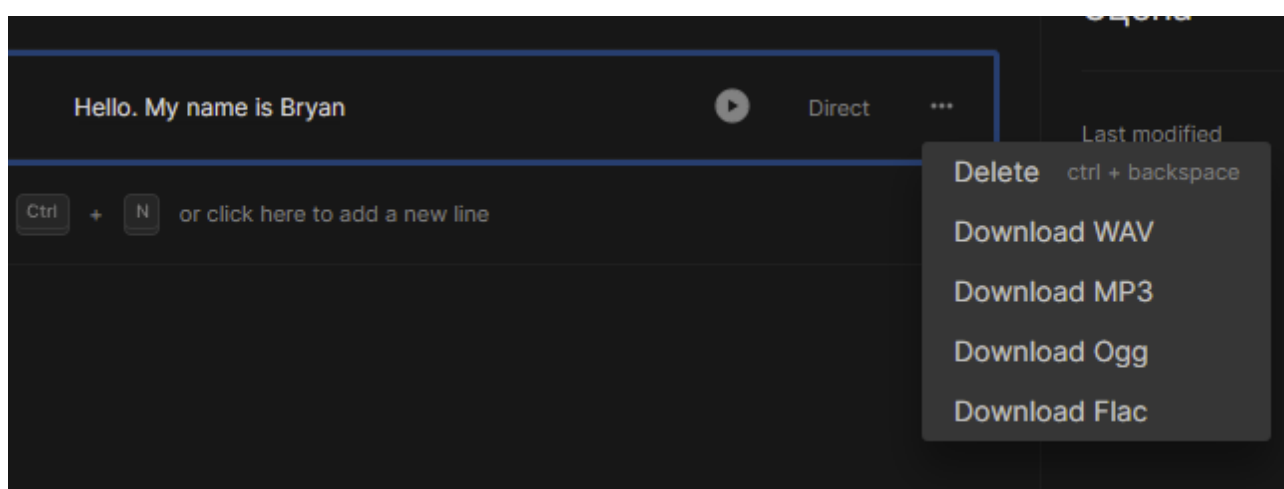 Сцена
Hello. My name is Bryan
Direct
...
Last modified
Delete ctrl + backspace
Ctrl + N or click here to add a new line
Download WAV
Download MP3
Download Ogg
Download Flac